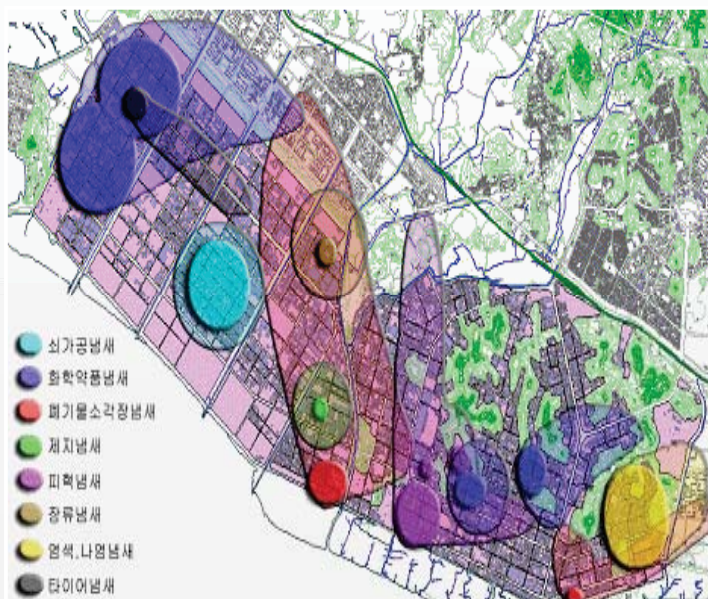 쇠가공냄새
화학약품냄새
폐기물소각장냄새
제지냄새
피혁냄새
장류냄새
염색,나염냄새
타이어냄새